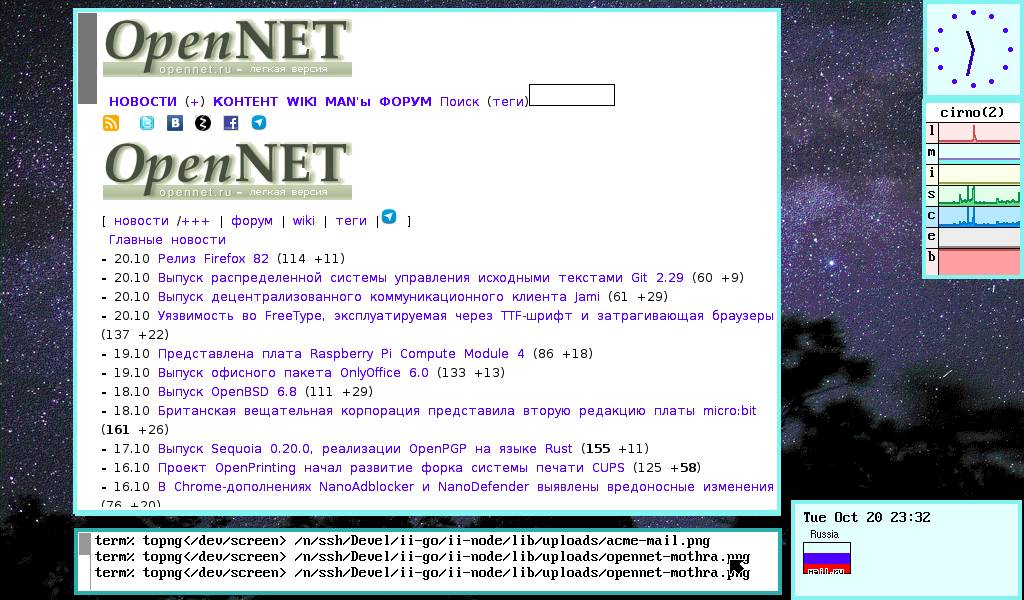 OpenNET
opennet.ru – легкая версия
НОВОСТИ (+) КОНТЕНТ WIKI MAN'ы ФОРУМ Поиск (теги)
OpenNET
opennet.ru – легкая версия
[ новости /+++ | форум | wiki | теги | ]
Главные новости
- 20.10 Релиз Firefox 82 (114 +11)
- 20.10 Выпуск распределенной системы управления исходными текстами Git 2.29 (60 +9)
- 20.10 Выпуск децентрализованного коммуникационного клиента Jami (61 +29)
- 20.10 Уязвимость во FreeType, эксплуатируемая через TTF-шрифт и затрагивающая браузеры
(137 +22)
- 19.10 Представлена плата Raspberry Pi Compute Module 4 (86 +18)
- 19.10 Выпуск офисного пакета OnlyOffice 6.0 (133 +13)
- 18.10 Выпуск OpenBSD 6.8 (111 +29)
- 18.10 Британская вещательная корпорация представила вторую редакцию платы micro:bit
(161 +26)
- 17.10 Выпуск Sequoia 0.20.0, реализации OpenPGP на языке Rust (155 +11)
- 16.10 Проект OpenPrinting начал развитие форка системы печати CUPS (125 +58)
- 16.10 В Chrome-дополнениях NanoAdblocker и NanoDefender выявлены вредоносные изменения
(76 +20)
term% topng</dev/screen> /n/ssh/Devel/ii-go/ii-node/lib/uploads/acme-mail.png
term% topng</dev/screen> /n/ssh/Devel/ii-go/ii-node/lib/uploads/opennet-mothra.png
term% topng</dev/screen> /n/ssh/Devel/ii-go/ii-node/lib/uploads/opennet-mothra.png
cirno(2)
l
m
i
s
c
e
b
Tue Oct 20 23:32
Russia
mail.ru